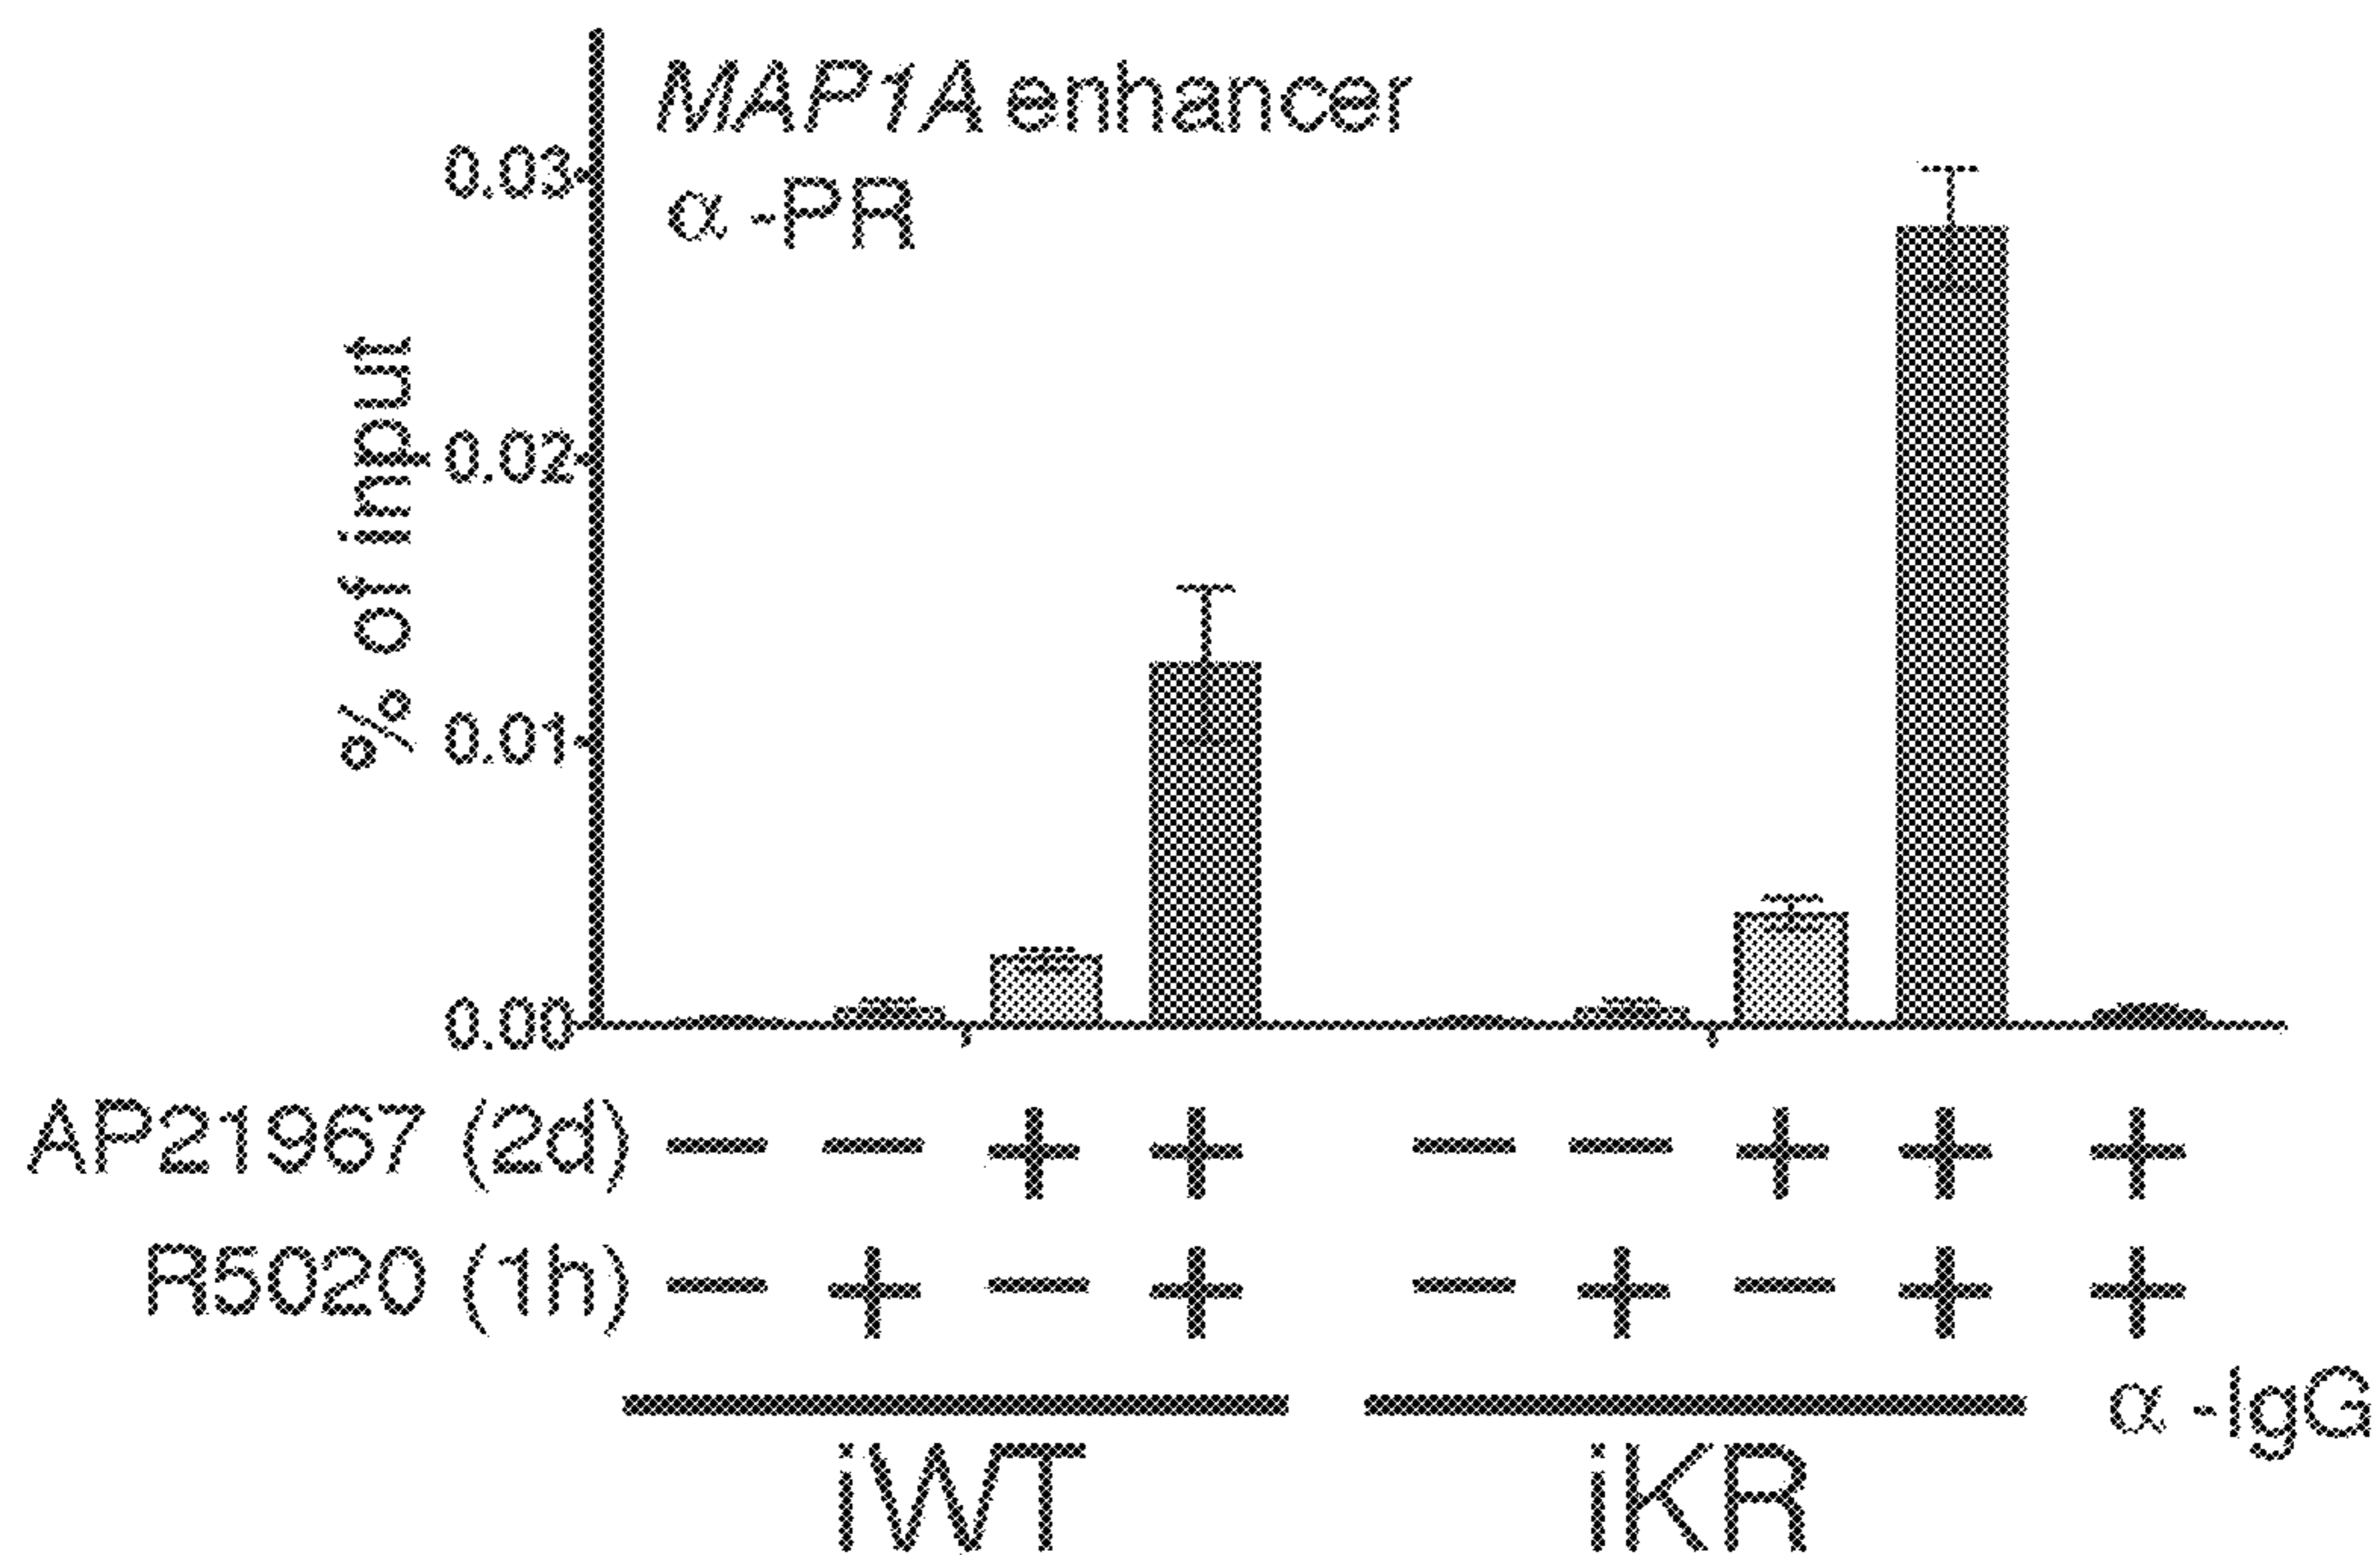 MAP1A enhancer
α-PR
% of input
0.03
0.02
0.01
0.00
AP21967 (2d) — — + + — — + + +
R5020 (1h) — + — + — + — + +
α-IgG
iWT iKR